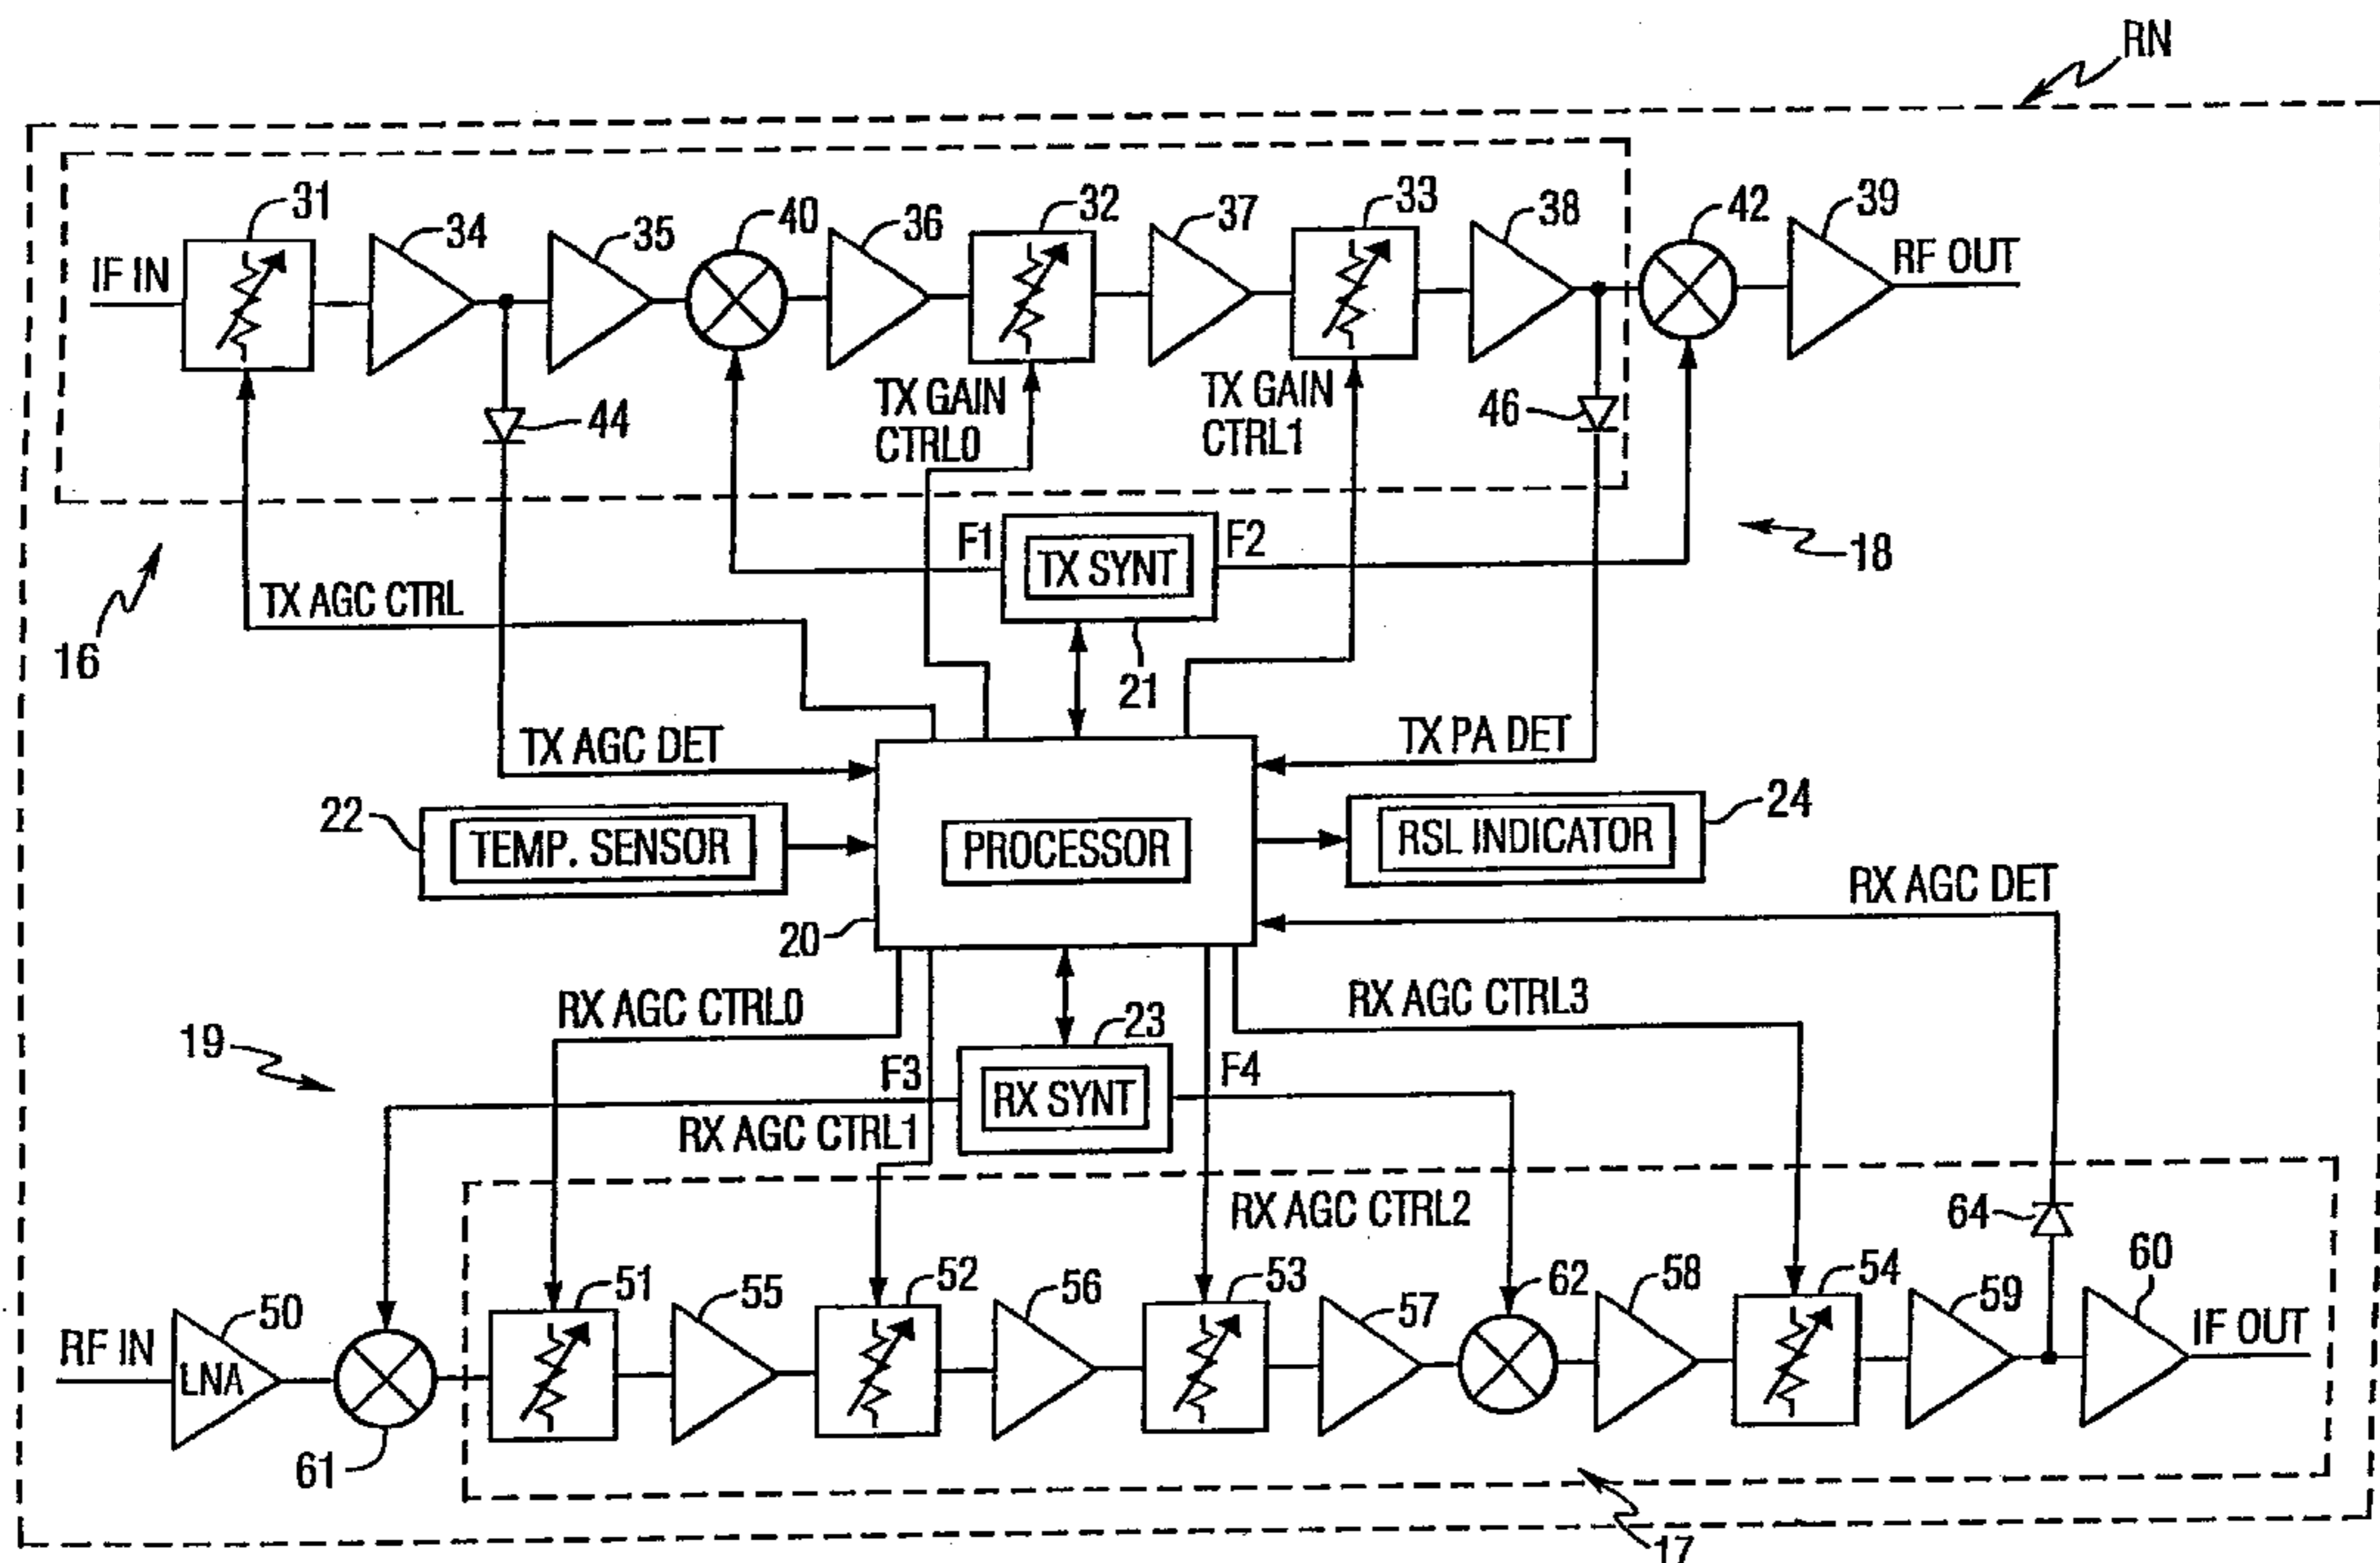 RN
31
34
35
40
36
32
37
33
38
42
39
IF IN
RF OUT
TX GAIN
CTRL0
TX GAIN
CTRL1
44
46
F1
TX SYNT
F2
18
TX AGC CTRL
16
21
TX AGC DET
TX PA DET
22
TEMP. SENSOR
PROCESSOR
RSL INDICATOR
24
20
RX AGC DET
RX AGC CTRL0
RX AGC CTRL3
19
23
F3
RX SYNT
F4
RX AGC CTRL1
RX AGC CTRL2
64
50
51
55
52
56
53
57
62
58
54
59
60
RF IN
LNA
IF OUT
61
17